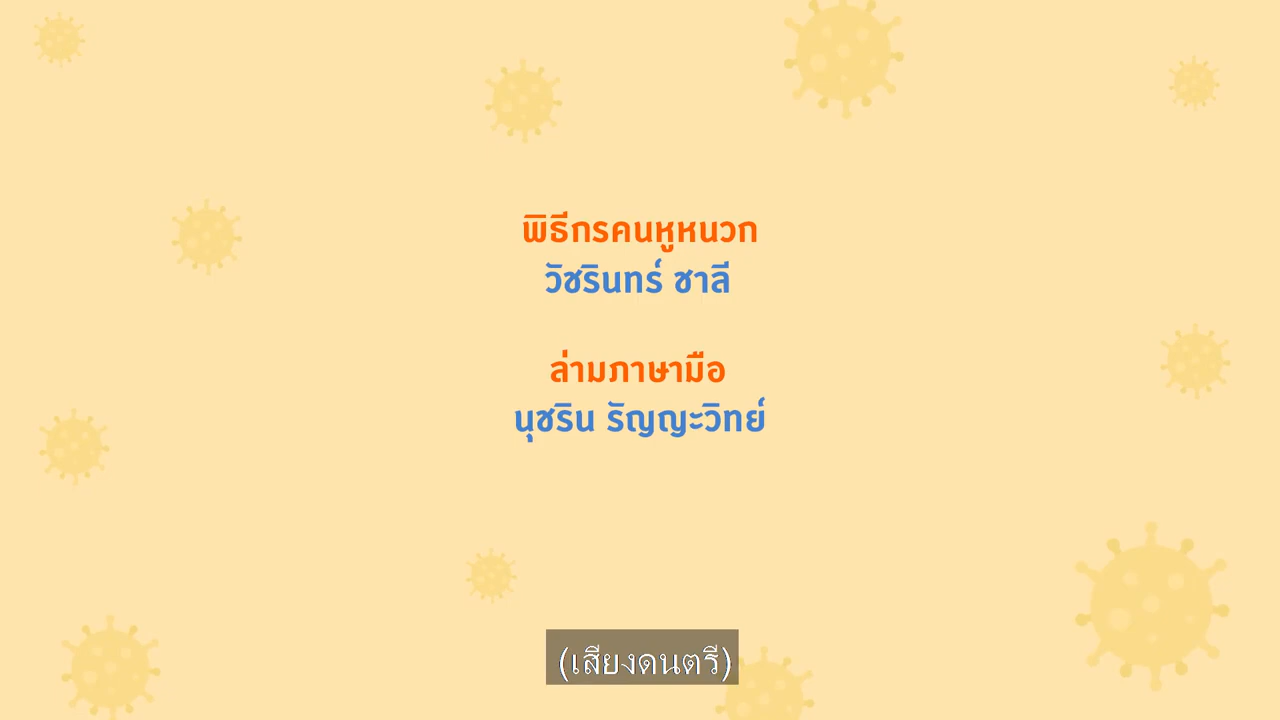 พิธีกรคนหูหนวก
วัชรินทร์ ชาลี
ล่ามภาษามือ
นุชริน รัญญะวิทย์
(เสียงดนตรี)